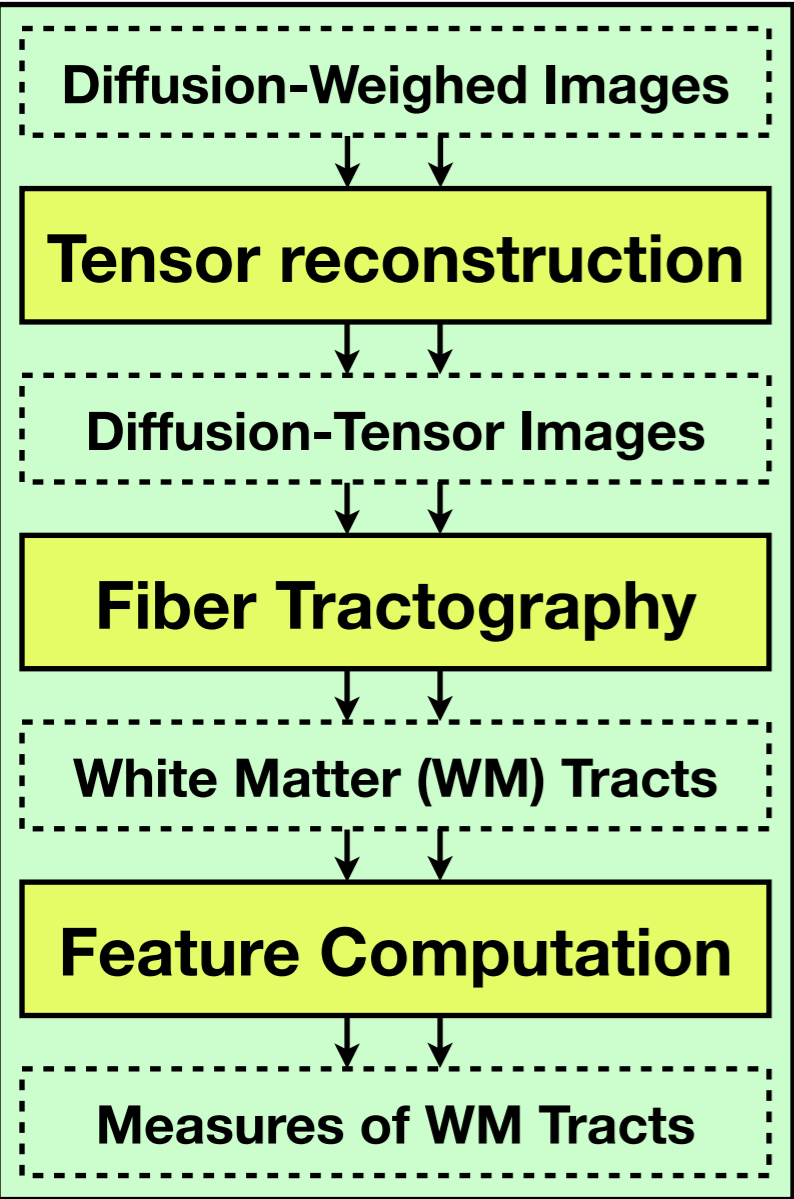 Diffusion-Weighed Images
Tensor reconstruction
Diffusion-Tensor Images
Fiber Tractography
White Matter (WM) Tracts
Feature Computation
Measures of WM Tracts